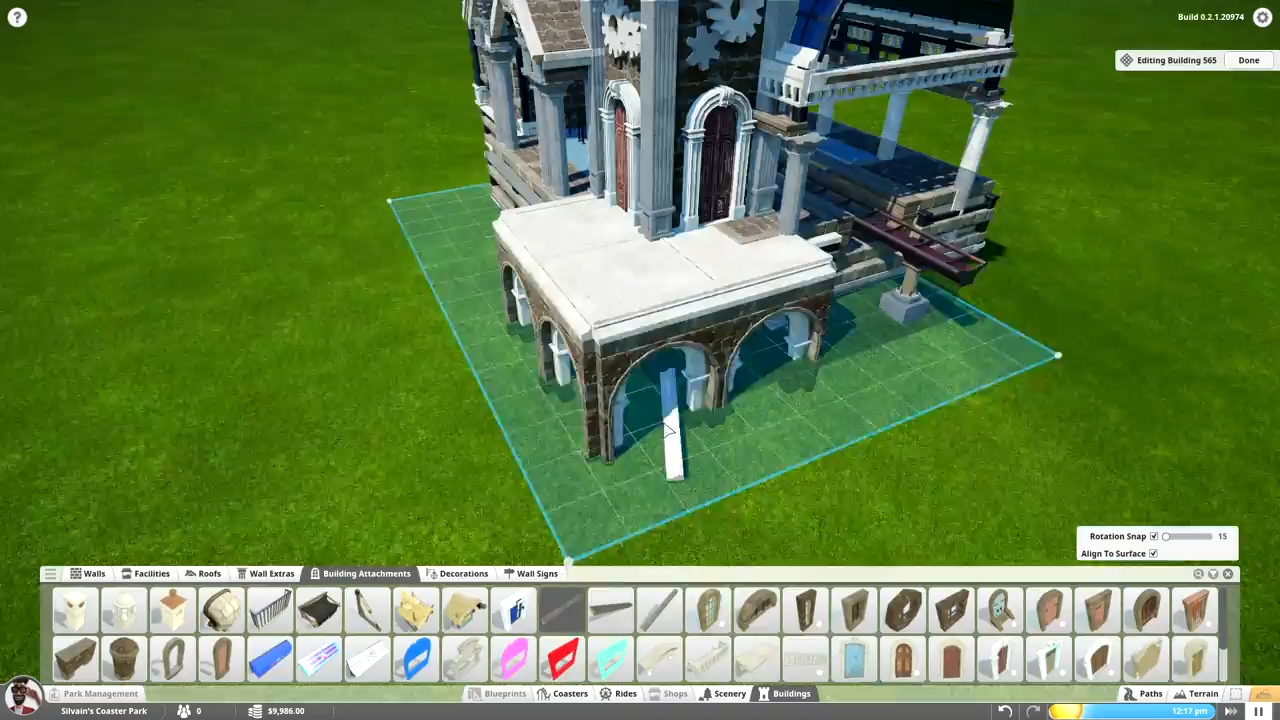 ?
Build 0.2.1.20974
Editing Building 565
Done
Rotation Snap
15
Align To Surface
Walls
Facilities
Roofs
Wall Extras
Building Attachments
Decorations
Wall Signs
Park Management
Blueprints
Coasters
Rides
Shops
Scenery
Buildings
Paths
Terrain
Silvain's Coaster Park
0
$9,986.00
12:17 pm